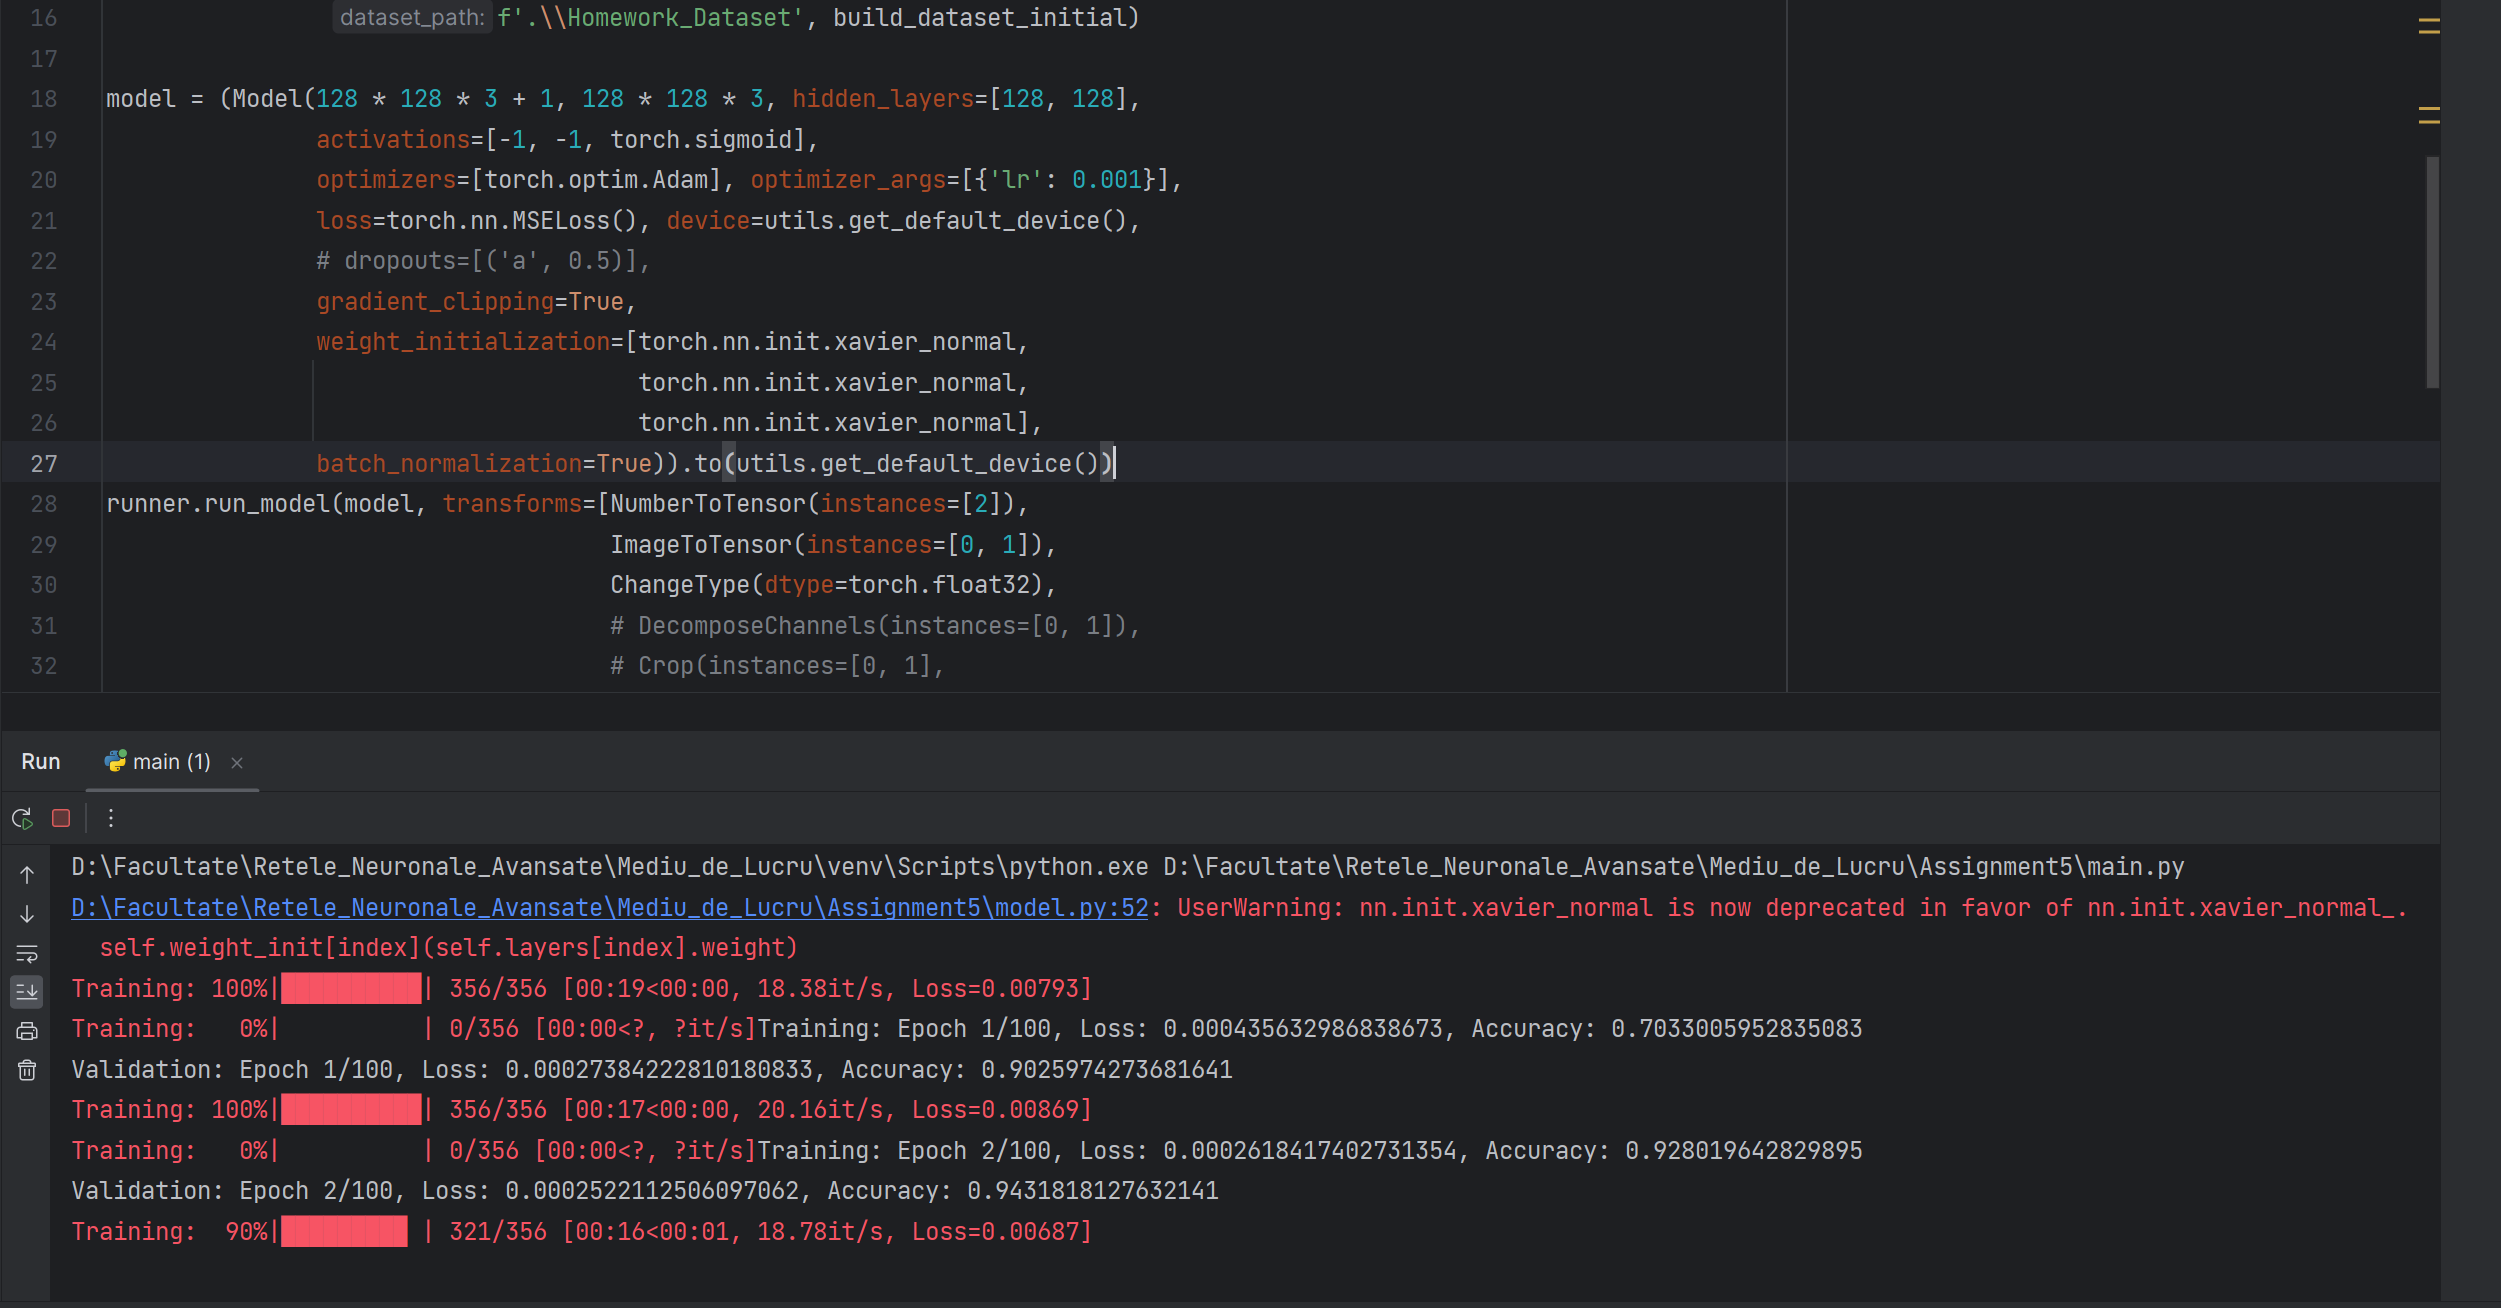 16 dataset_path: f'.\\Homework_Dataset', build_dataset_initial)
17
18 model = (Model(128 * 128 * 3 + 1, 128 * 128 * 3, hidden_layers=[128, 128],
19 activations=[-1, -1, torch.sigmoid],
20 optimizers=[torch.optim.Adam], optimizer_args=[{'lr': 0.001}],
21 loss=torch.nn.MSELoss(), device=utils.get_default_device(),
22 # dropouts=[('a', 0.5)],
23 gradient_clipping=True,
24 weight_initialization=[torch.nn.init.xavier_normal,
25 torch.nn.init.xavier_normal,
26 torch.nn.init.xavier_normal],
27 batch_normalization=True)).to(utils.get_default_device())
28 runner.run_model(model, transforms=[NumberToTensor(instances=[2]),
29 ImageToTensor(instances=[0, 1]),
30 ChangeType(dtype=torch.float32),
31 # DecomposeChannels(instances=[0, 1]),
32 # Crop(instances=[0, 1],
Run main (1)
D:\Facultate\Retele_Neuronale_Avansate\Mediu_de_Lucru\venv\Scripts\python.exe D:\Facultate\Retele_Neuronale_Avansate\Mediu_de_Lucru\Assignment5\main.py
D:\Facultate\Retele_Neuronale_Avansate\Mediu_de_Lucru\Assignment5\model.py:52: UserWarning: nn.init.xavier_normal is now deprecated in favor of nn.init.xavier_normal_.
self.weight_init[index](self.layers[index].weight)
Training: 100%|██████████| 356/356 [00:19<00:00, 18.38it/s, Loss=0.00793]
Training: 0%| | 0/356 [00:00<?, ?it/s]Training: Epoch 1/100, Loss: 0.000435632986838673, Accuracy: 0.7033005952835083
Validation: Epoch 1/100, Loss: 0.00027384222810180833, Accuracy: 0.9025974273681641
Training: 100%|██████████| 356/356 [00:17<00:00, 20.16it/s, Loss=0.00869]
Training: 0%| | 0/356 [00:00<?, ?it/s]Training: Epoch 2/100, Loss: 0.0002618417402731354, Accuracy: 0.928019642829895
Validation: Epoch 2/100, Loss: 0.0002522112506097062, Accuracy: 0.9431818127632141
Training: 90%|█████████ | 321/356 [00:16<00:01, 18.78it/s, Loss=0.00687]